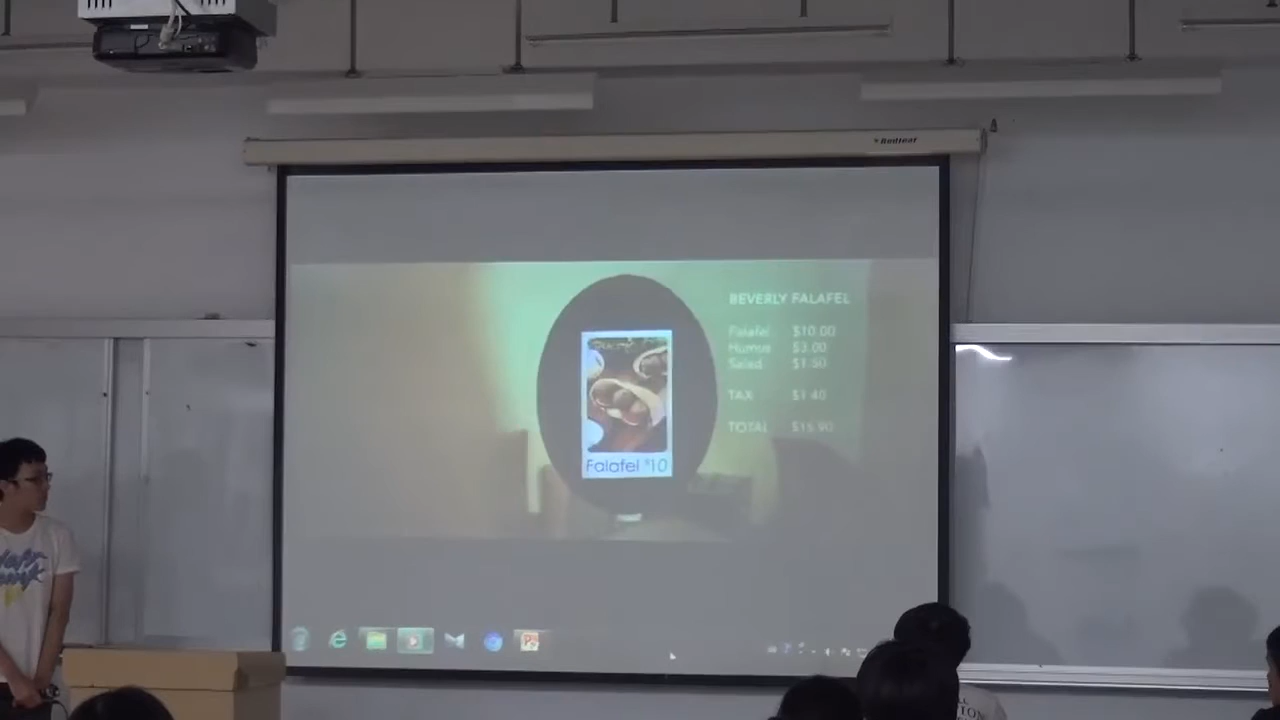 Redleaf
BEVERLY FALAFEL
Falafel $10.00
Humus $3.00
Salad $1.50
TAX $1.40
TOTAL $15.90
Falafel $10